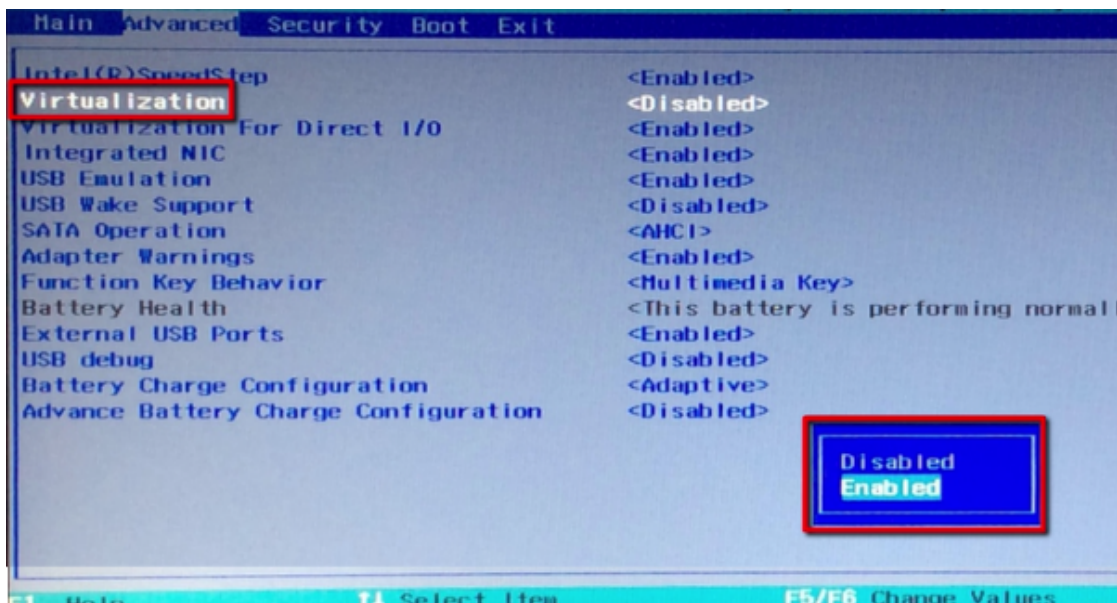 Main Advanced Security Boot Exit
Intel(R)SpeedStep <Enabled>
Virtualization <Disabled>
Virtualization For Direct I/O <Enabled>
Integrated NIC <Enabled>
USB Emulation <Enabled>
USB Wake Support <Disabled>
SATA Operation <AHCI>
Adapter Warnings <Enabled>
Function Key Behavior <Multimedia Key>
Battery Health <This battery is performing normal
External USB Ports <Enabled>
USB debug <Disabled>
Battery Charge Configuration <Adaptive>
Advance Battery Charge Configuration <Disabled>
Disabled
Enabled
F1 Help ↑↓ Select Item F5/F6 Change Values